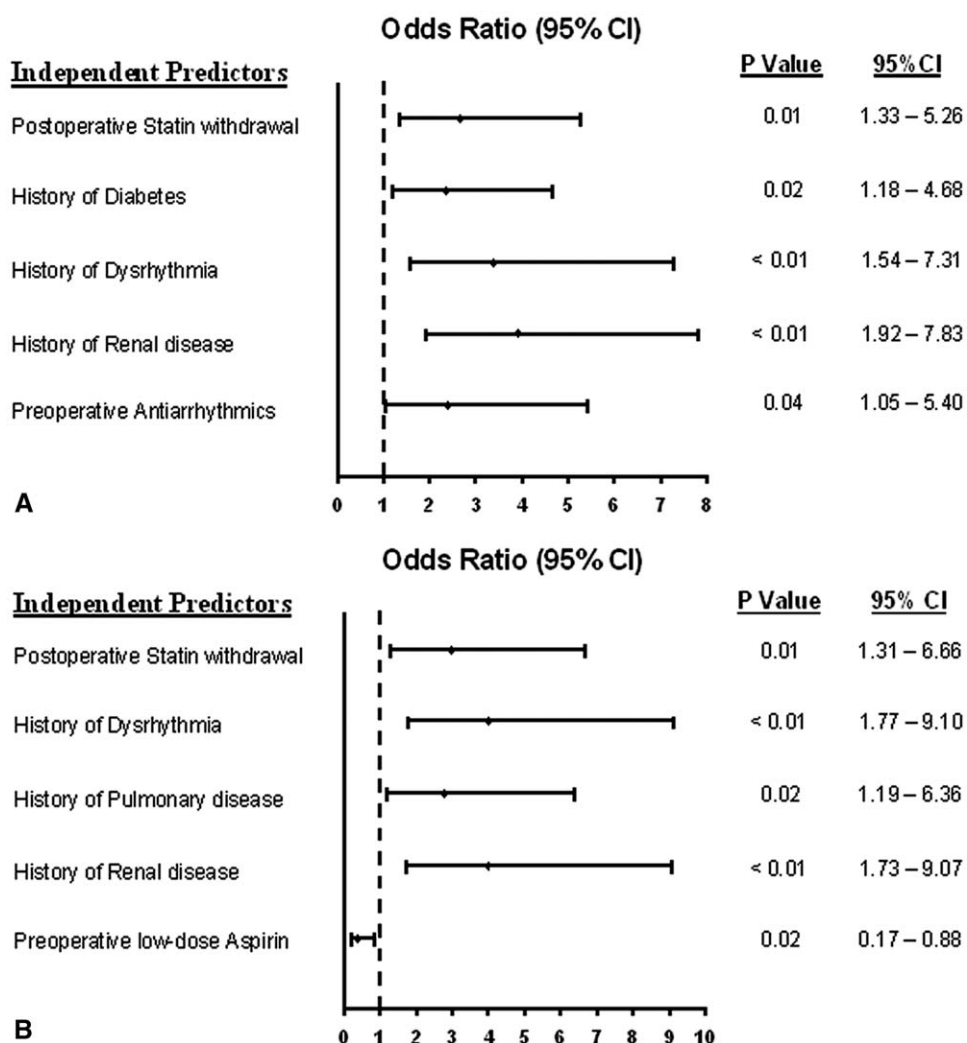 Odds Ratio (95% CI)
Independent Predictors P Value 95%CI
Postoperative Statin withdrawal 0.01 1.33 – 5.26
History of Diabetes 0.02 1.18 – 4.68
History of Dysrhythmia < 0.01 1.54 – 7.31
History of Renal disease < 0.01 1.92 – 7.83
Preoperative Antiarrhythmics 0.04 1.05 – 5.40
A 0 1 2 3 4 5 6 7 8
Odds Ratio (95% CI)
Independent Predictors P Value 95% CI
Postoperative Statin withdrawal 0.01 1.31 – 6.66
History of Dysrhythmia < 0.01 1.77 – 9.10
History of Pulmonary disease 0.02 1.19 – 6.36
History of Renal disease < 0.01 1.73 – 9.07
Preoperative low-dose Aspirin 0.02 0.17 – 0.88
B 0 1 2 3 4 5 6 7 8 9 10